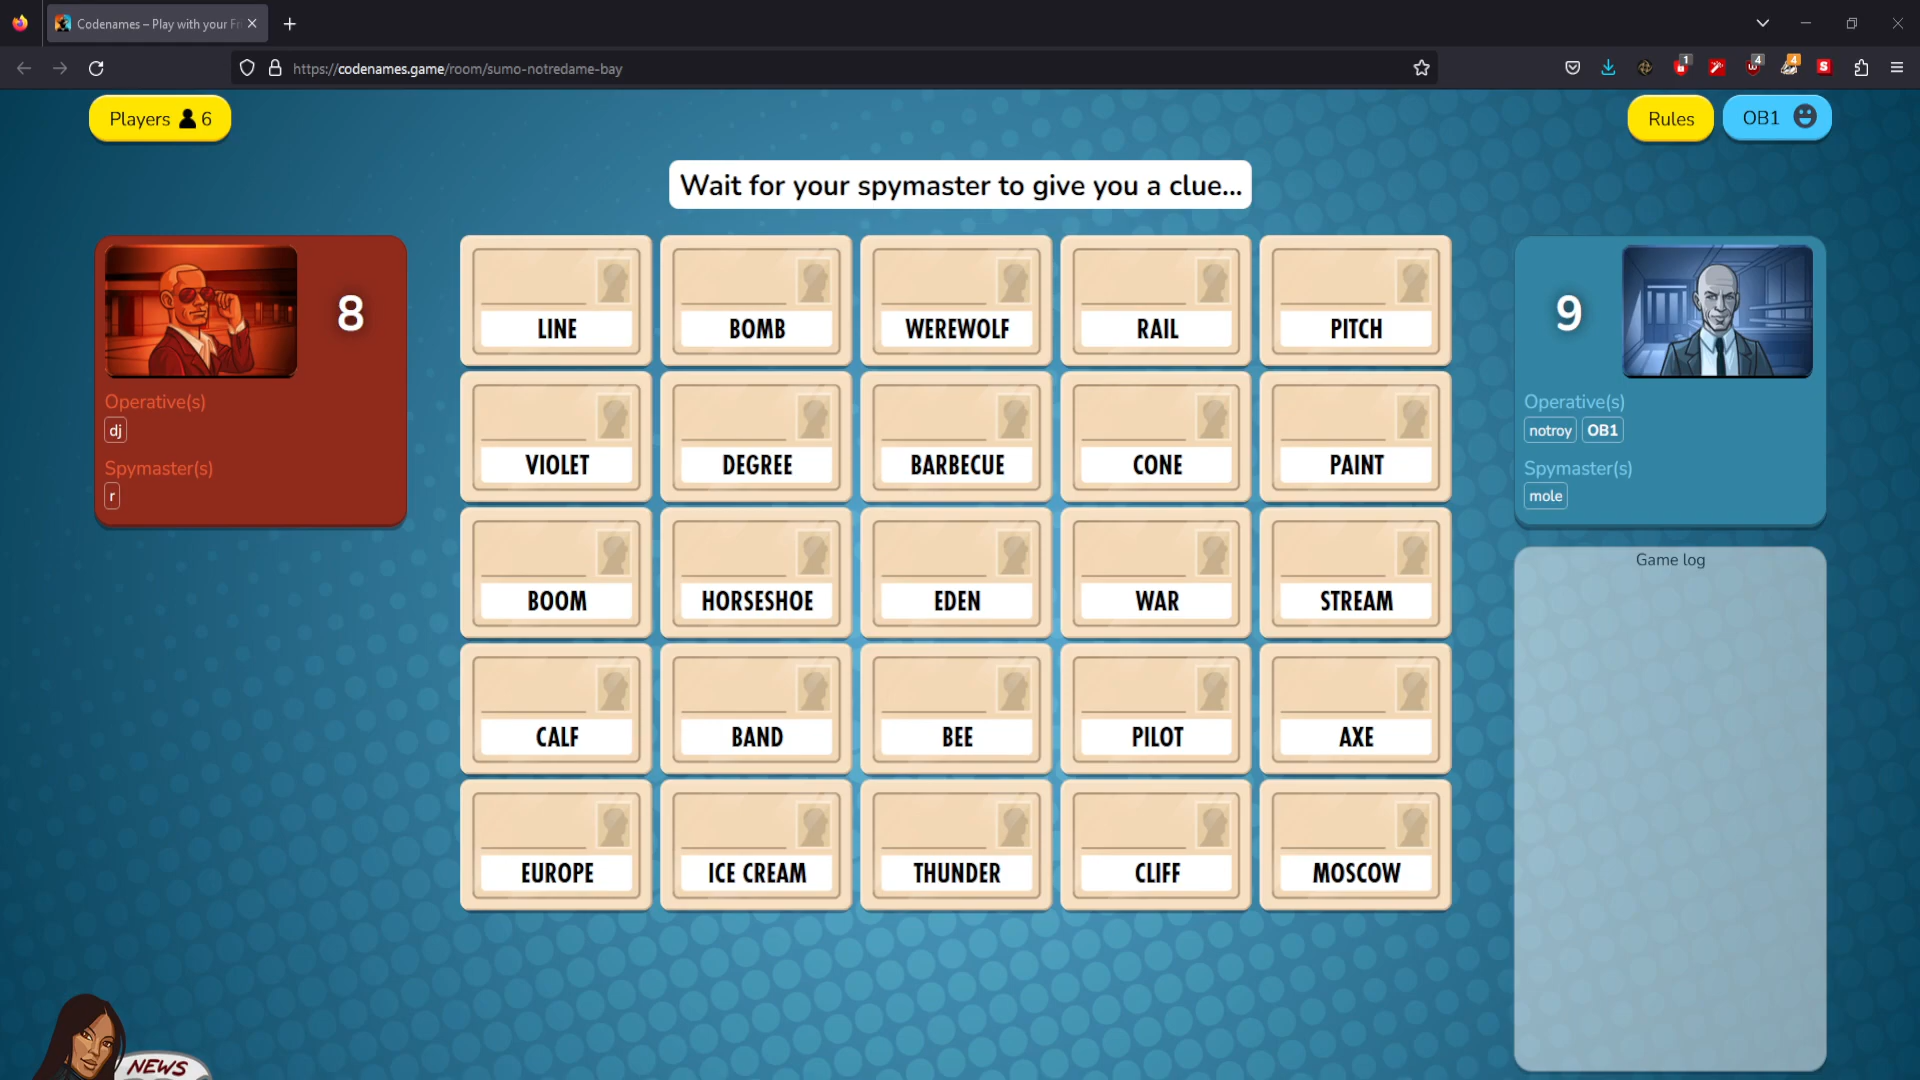 Codenames – Play with your Fr
https://codenames.game/room/sumo-notredame-bay
1
4
4
S
Players 6
Rules
OB1
Wait for your spymaster to give you a clue...
8
Operative(s)
dj
Spymaster(s)
r
LINE
BOMB
WEREWOLF
RAIL
PITCH
VIOLET
DEGREE
BARBECUE
CONE
PAINT
BOOM
HORSESHOE
EDEN
WAR
STREAM
CALF
BAND
BEE
PILOT
AXE
EUROPE
ICE CREAM
THUNDER
CLIFF
MOSCOW
9
Operative(s)
notroy OB1
Spymaster(s)
mole
Game log
NEWS